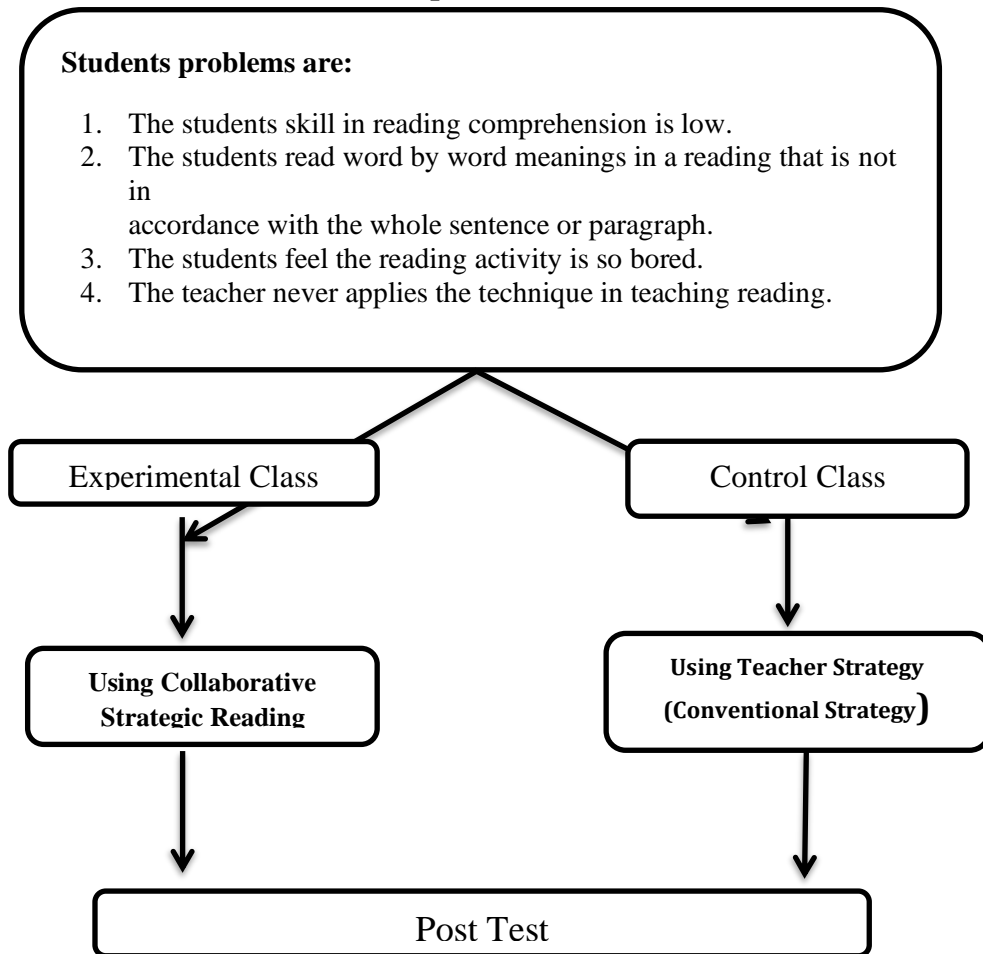 Students problems are:
1. The students skill in reading comprehension is low.
2. The students read word by word meanings in a reading that is not
in
accordance with the whole sentence or paragraph.
3. The students feel the reading activity is so bored.
4. The teacher never applies the technique in teaching reading.
Experimental Class
Control Class
Using Collaborative
Strategic Reading
Using Teacher Strategy
(Conventional Strategy)
Post Test